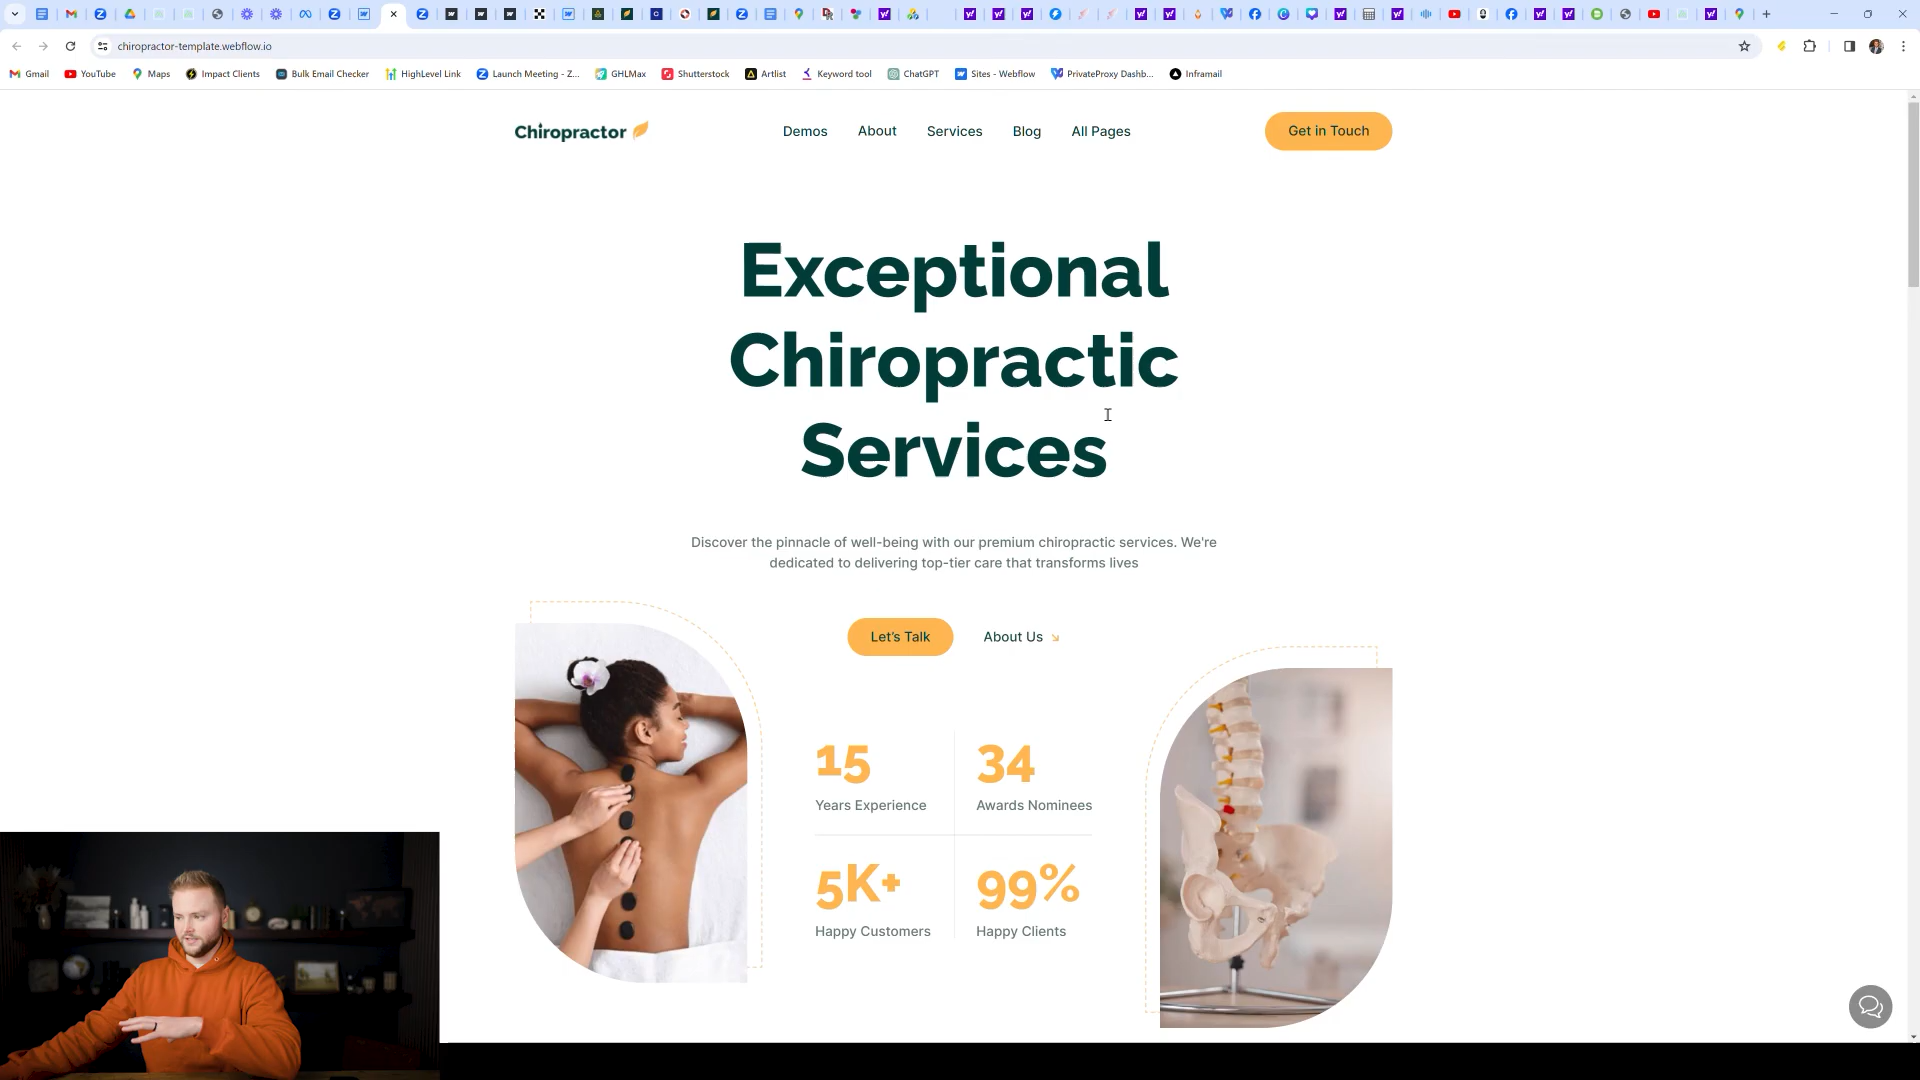 chiropractor-template.webflow.io
Gmail
YouTube
Maps
Impact Clients
Bulk Email Checker
HighLevel Link
Launch Meeting - Z...
GHLMax
Shutterstock
Artlist
Keyword tool
ChatGPT
Sites - Webflow
PrivateProxy Dashb...
Inframail
Chiropractor
Demos
About
Services
Blog
All Pages
Get in Touch
Exceptional
Chiropractic
Services
Discover the pinnacle of well-being with our premium chiropractic services. We're
dedicated to delivering top-tier care that transforms lives
Let's Talk
About Us
15
Years Experience
34
Awards Nominees
5K+
Happy Customers
99%
Happy Clients